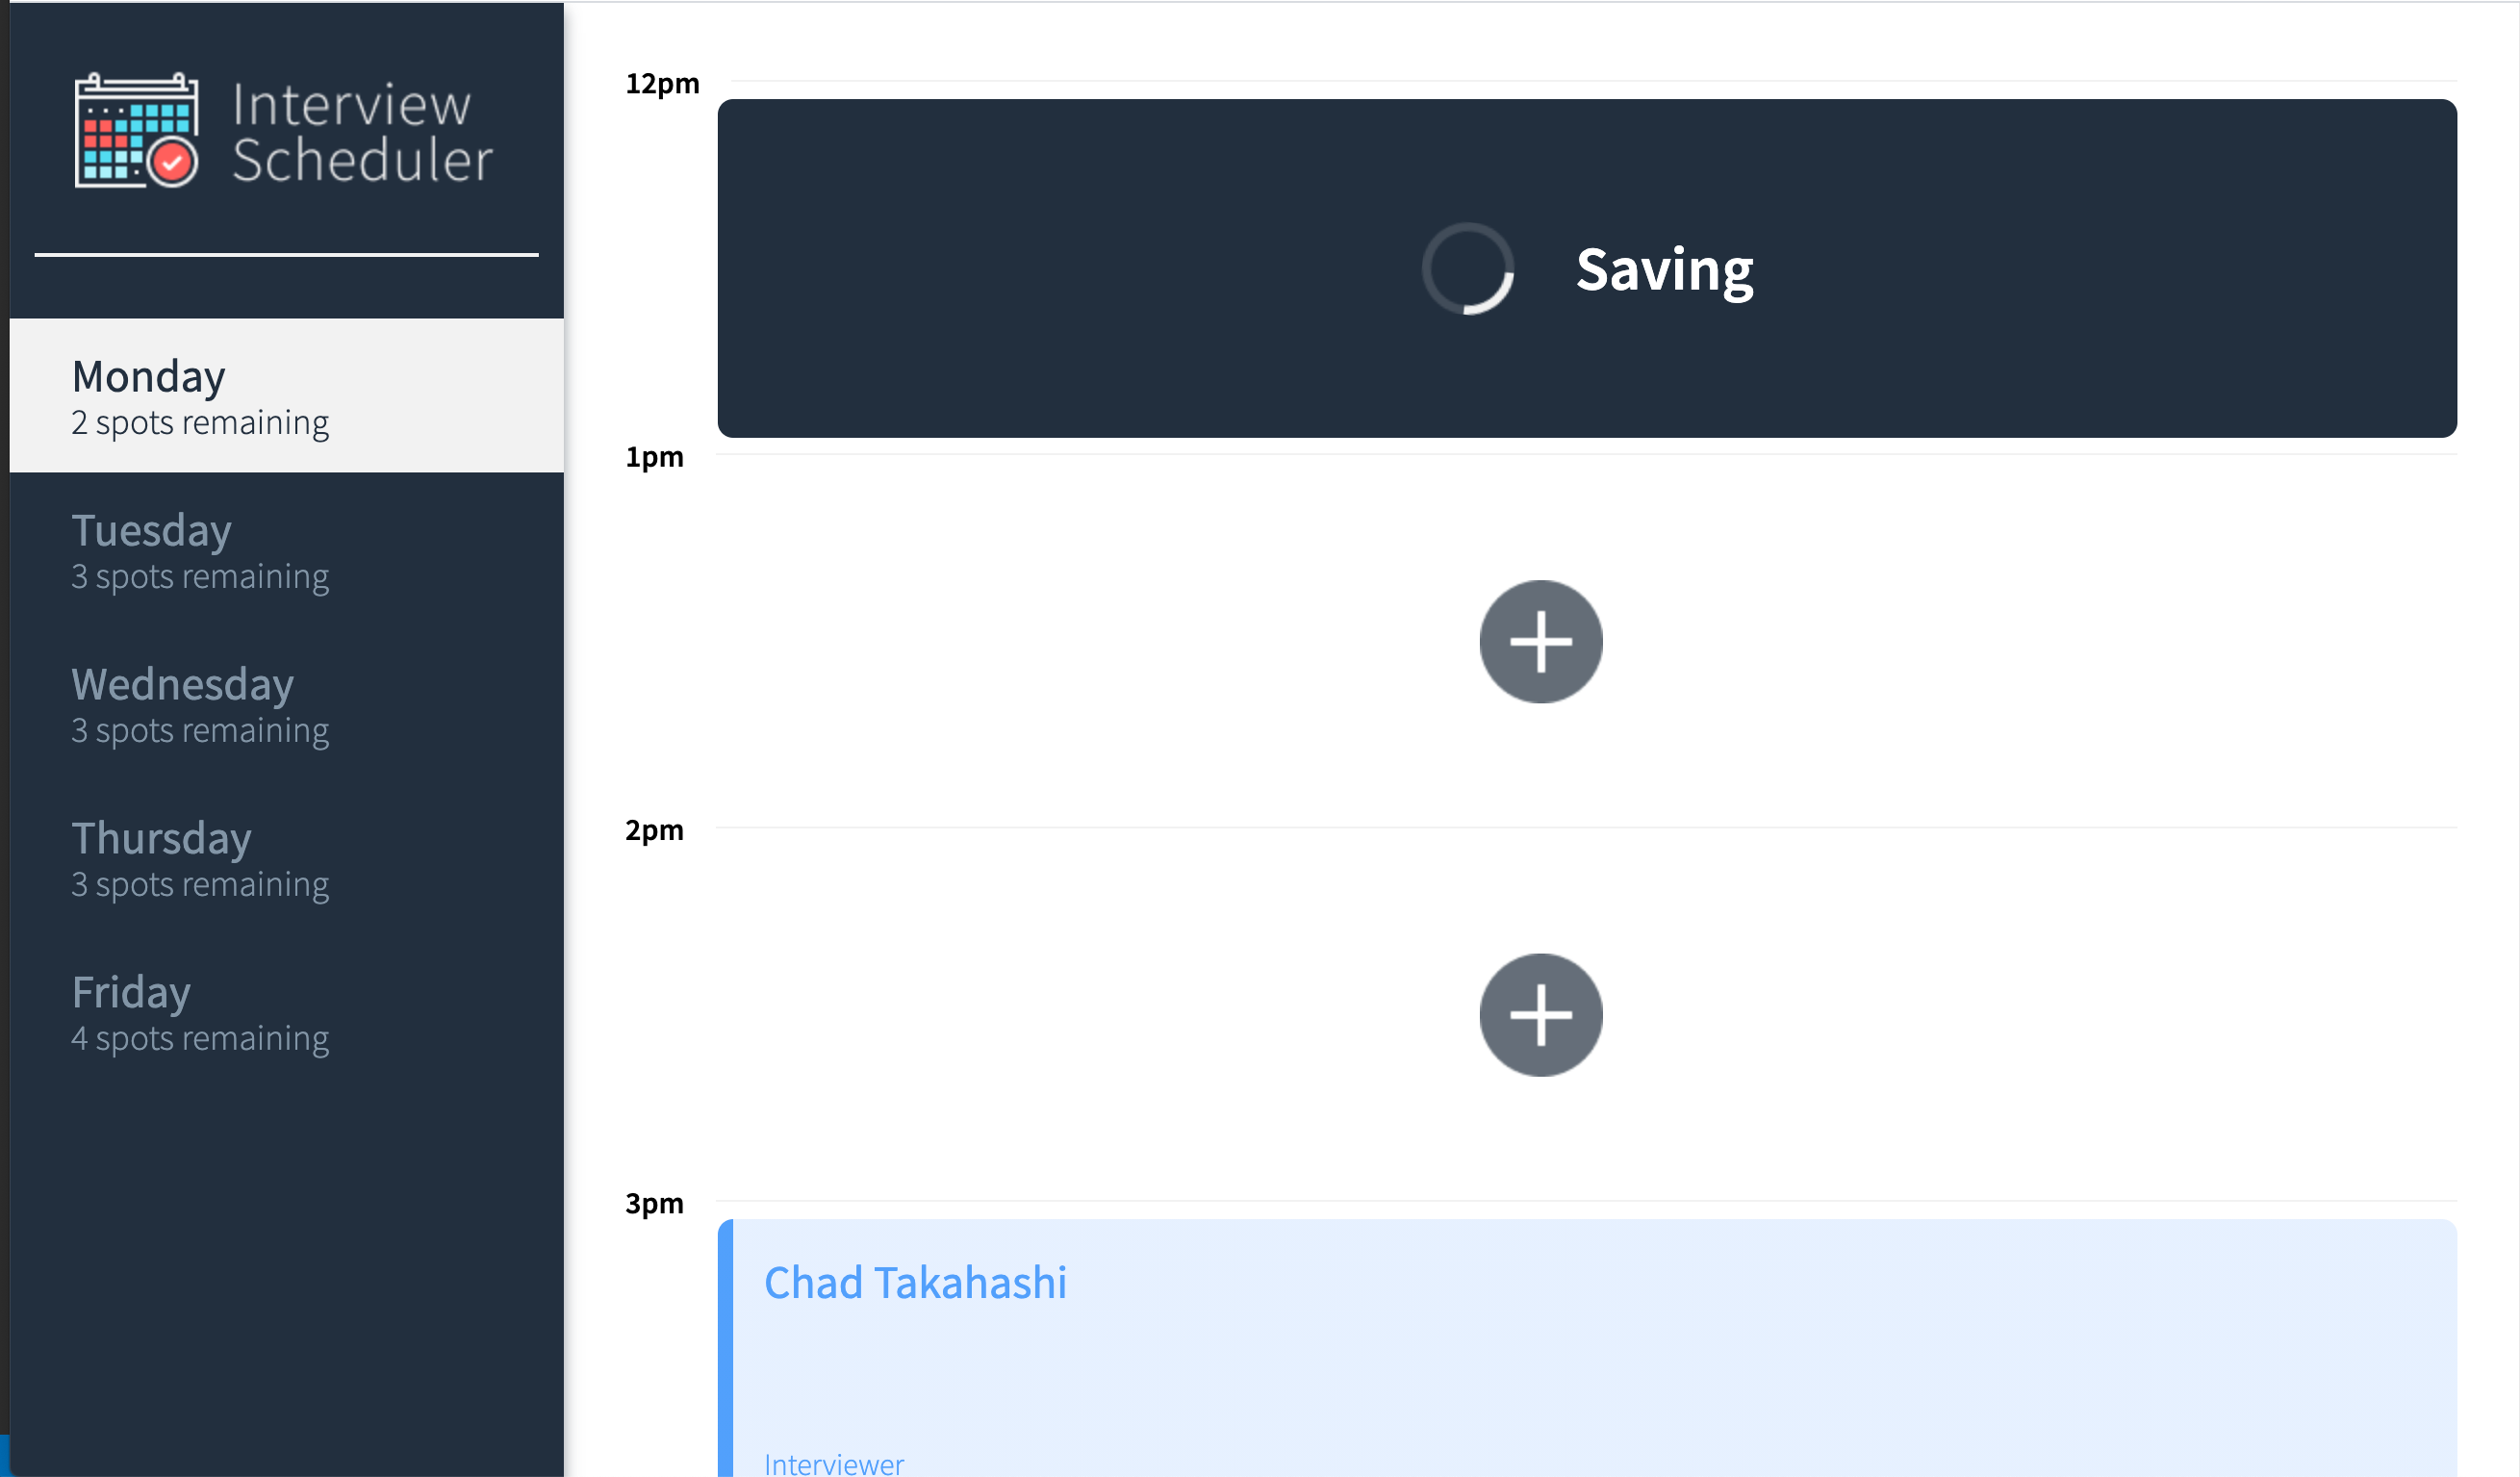 Interview
Scheduler
Monday
2 spots remaining
Tuesday
3 spots remaining
Wednesday
3 spots remaining
Thursday
3 spots remaining
Friday
4 spots remaining
12pm
Saving
1pm
2pm
3pm
Chad Takahashi
Interviewer